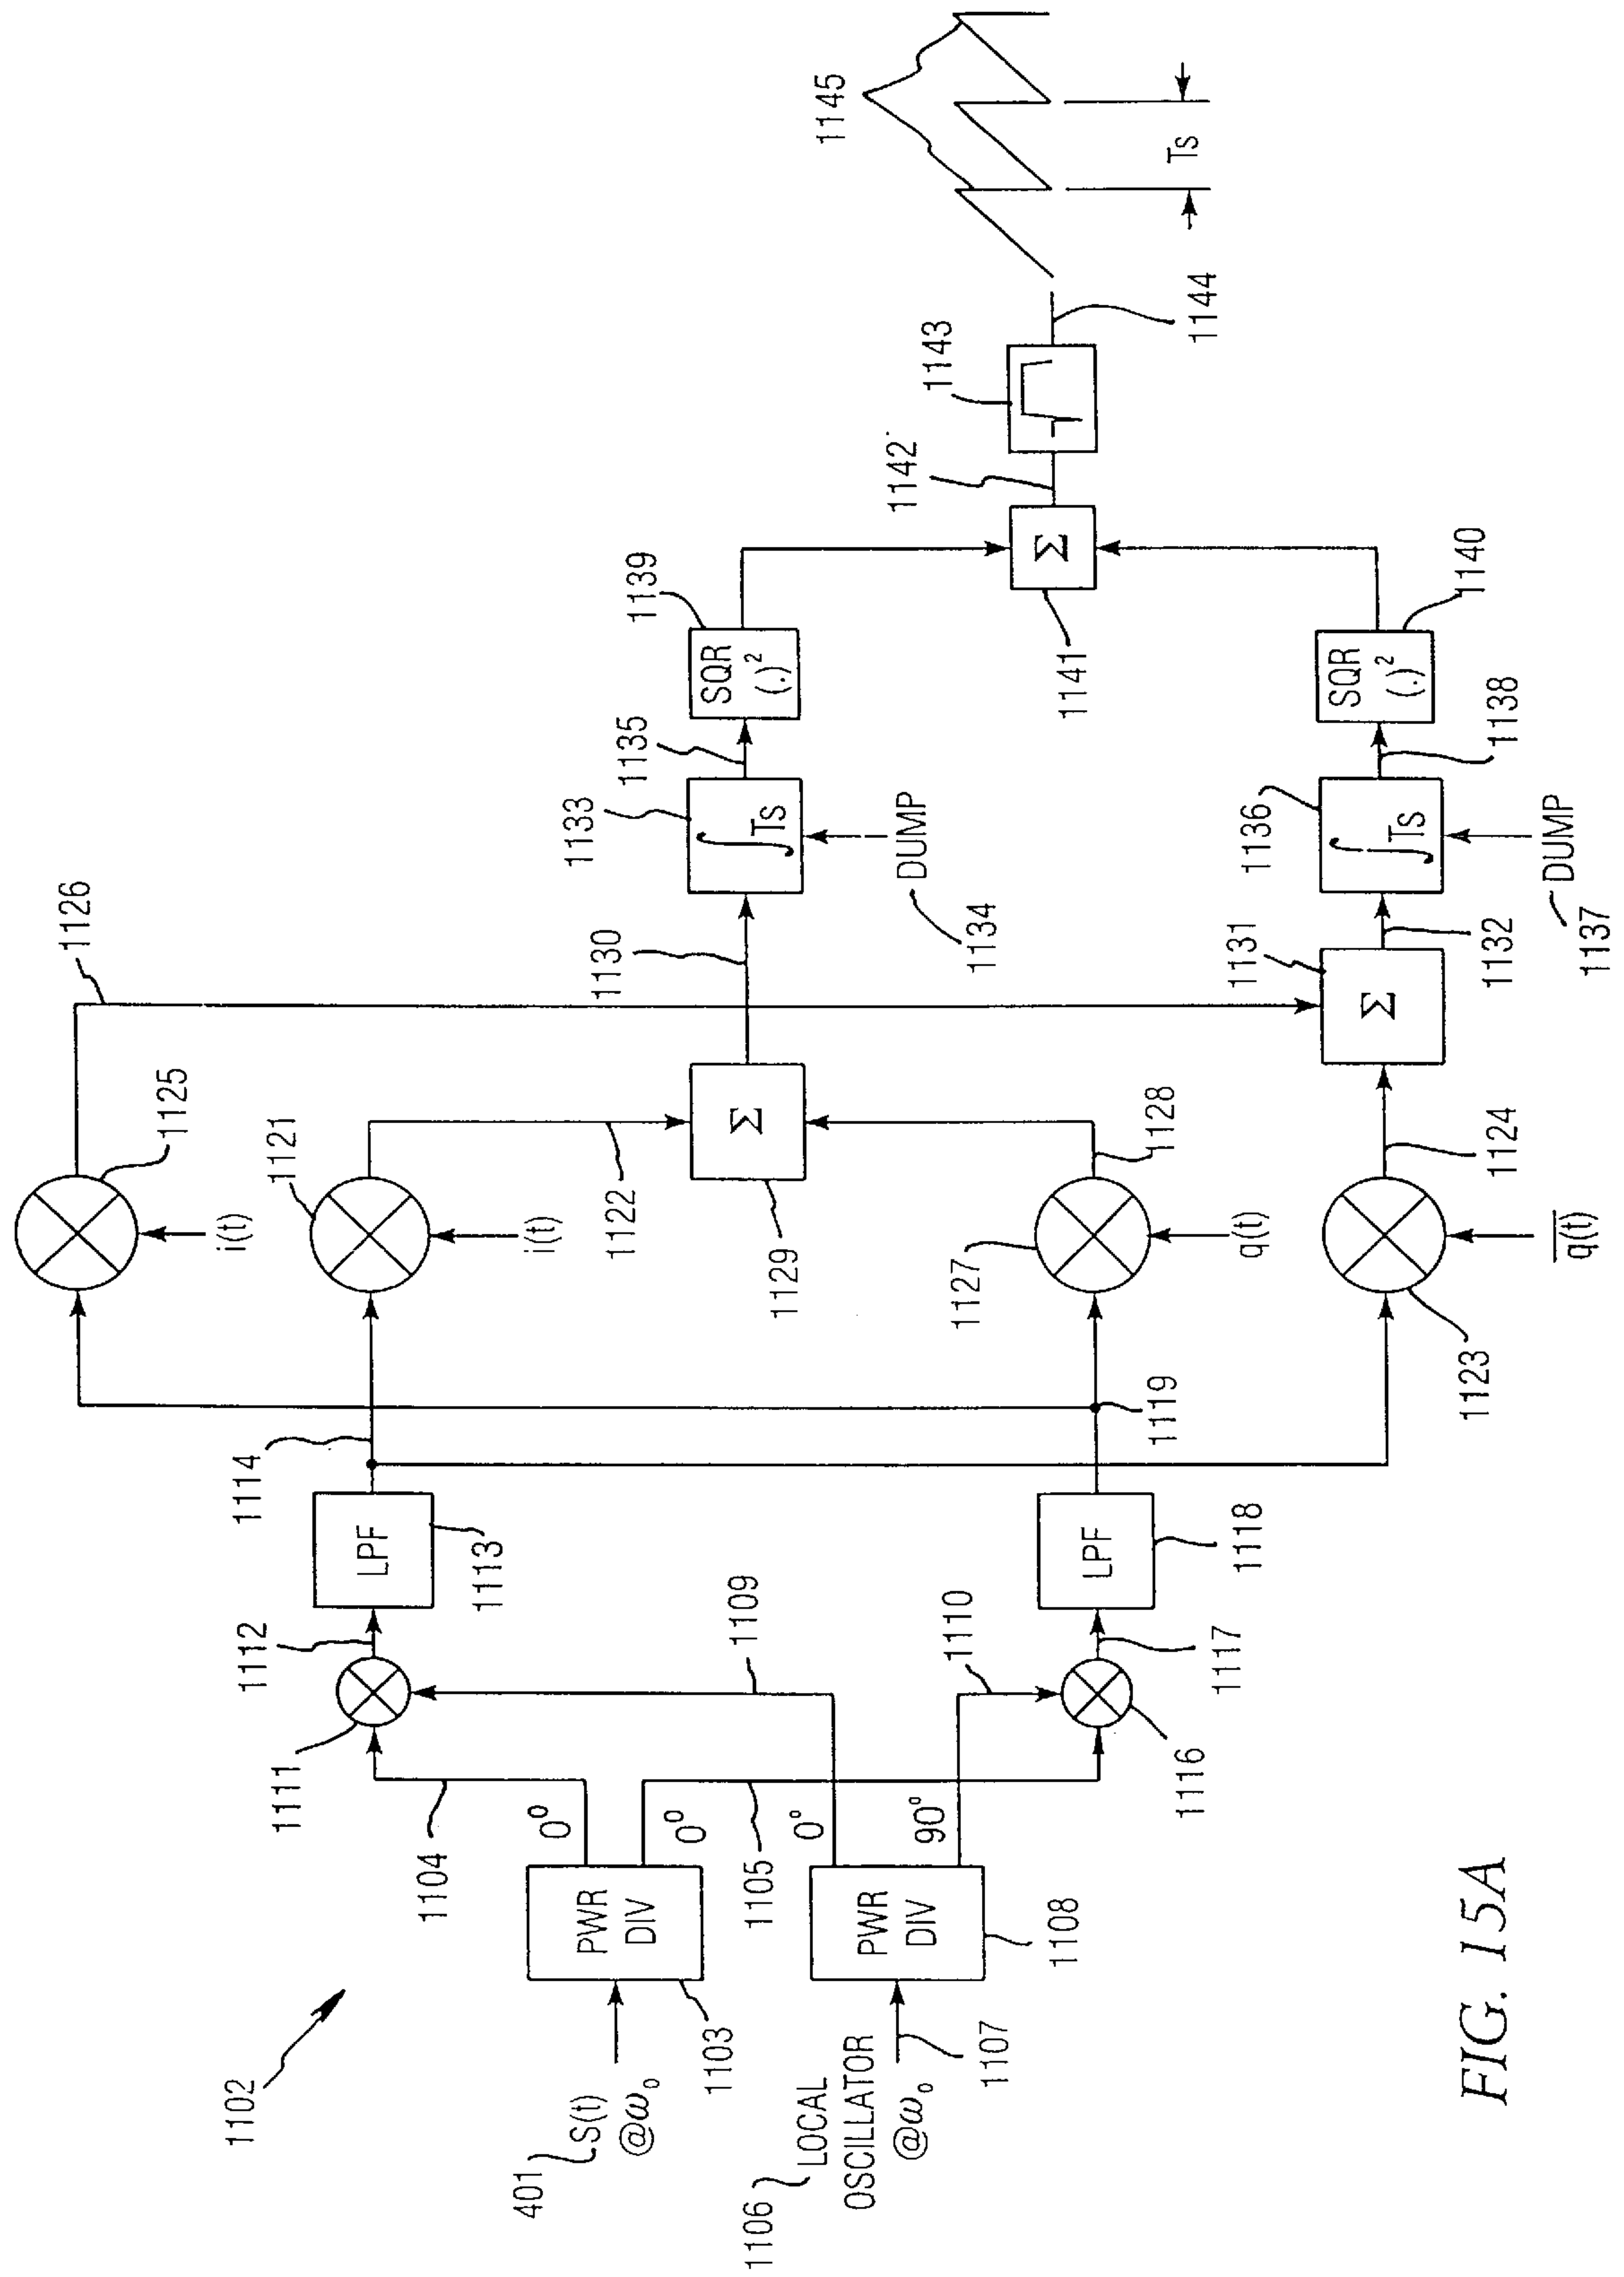 1102
401
S(t)
@ω₀
1103
PWR
DIV
0°
0°
1104
1105
1106
LOCAL
OSCILLATOR
@ω₀
1107
PWR
DIV
1108
0°
90°
1109
1110
1111
1112
LPF
1113
1114
1116
1117
LPF
1118
1119
1125
i(t)
1126
1121
i(t)
1122
Σ
1129
1130
1127
q(t)
1128
1123
q̅(̅t̅)̅
1124
Σ
1131
1132
∫Ts
1133
DUMP
1134
1135
∫Ts
1136
DUMP
1137
1138
SQR
(.)²
1139
SQR
(.)²
1140
Σ
1141
1142
1143
1144
1145
Ts
FIG. 15A